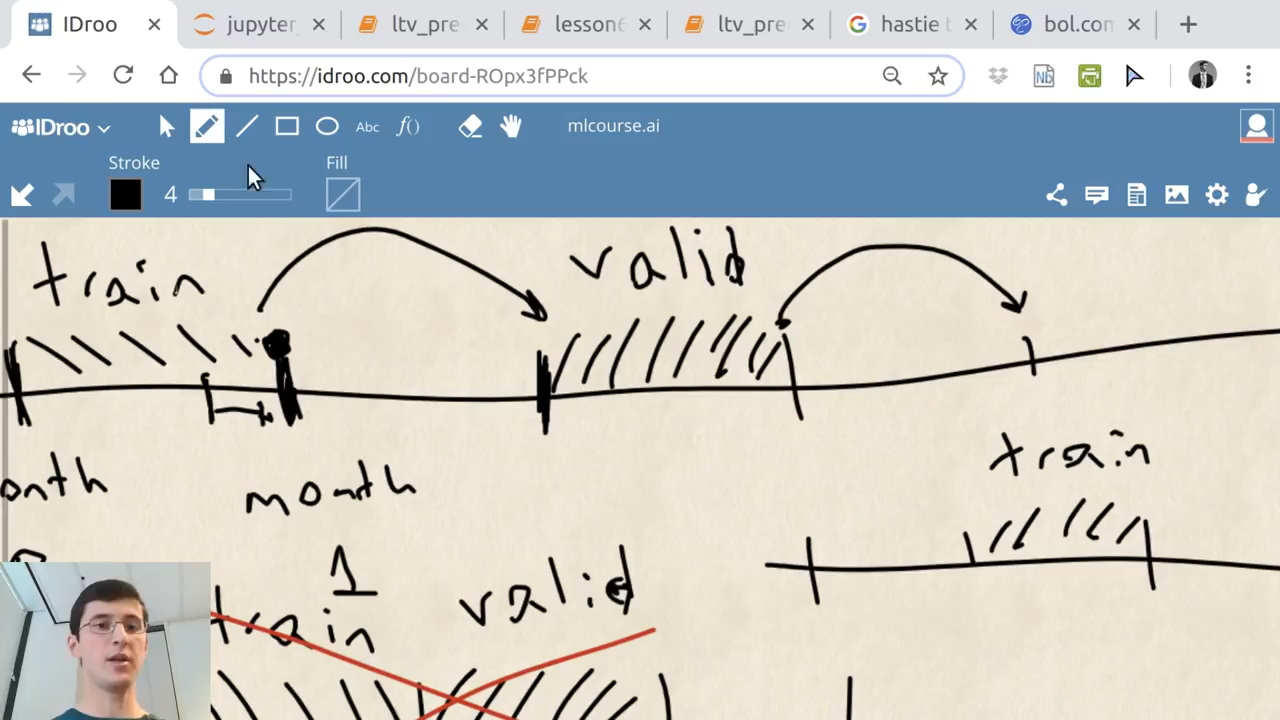 IDroo
jupyter_
ltv_pre
lesson6
ltv_pre
hastie
bol.com
https://idroo.com/board-ROpx3fPPck
IDroo
Abc
f()
mlcourse.ai
Stroke
4
Fill
train
valid
onth
month
train
1
valid
train